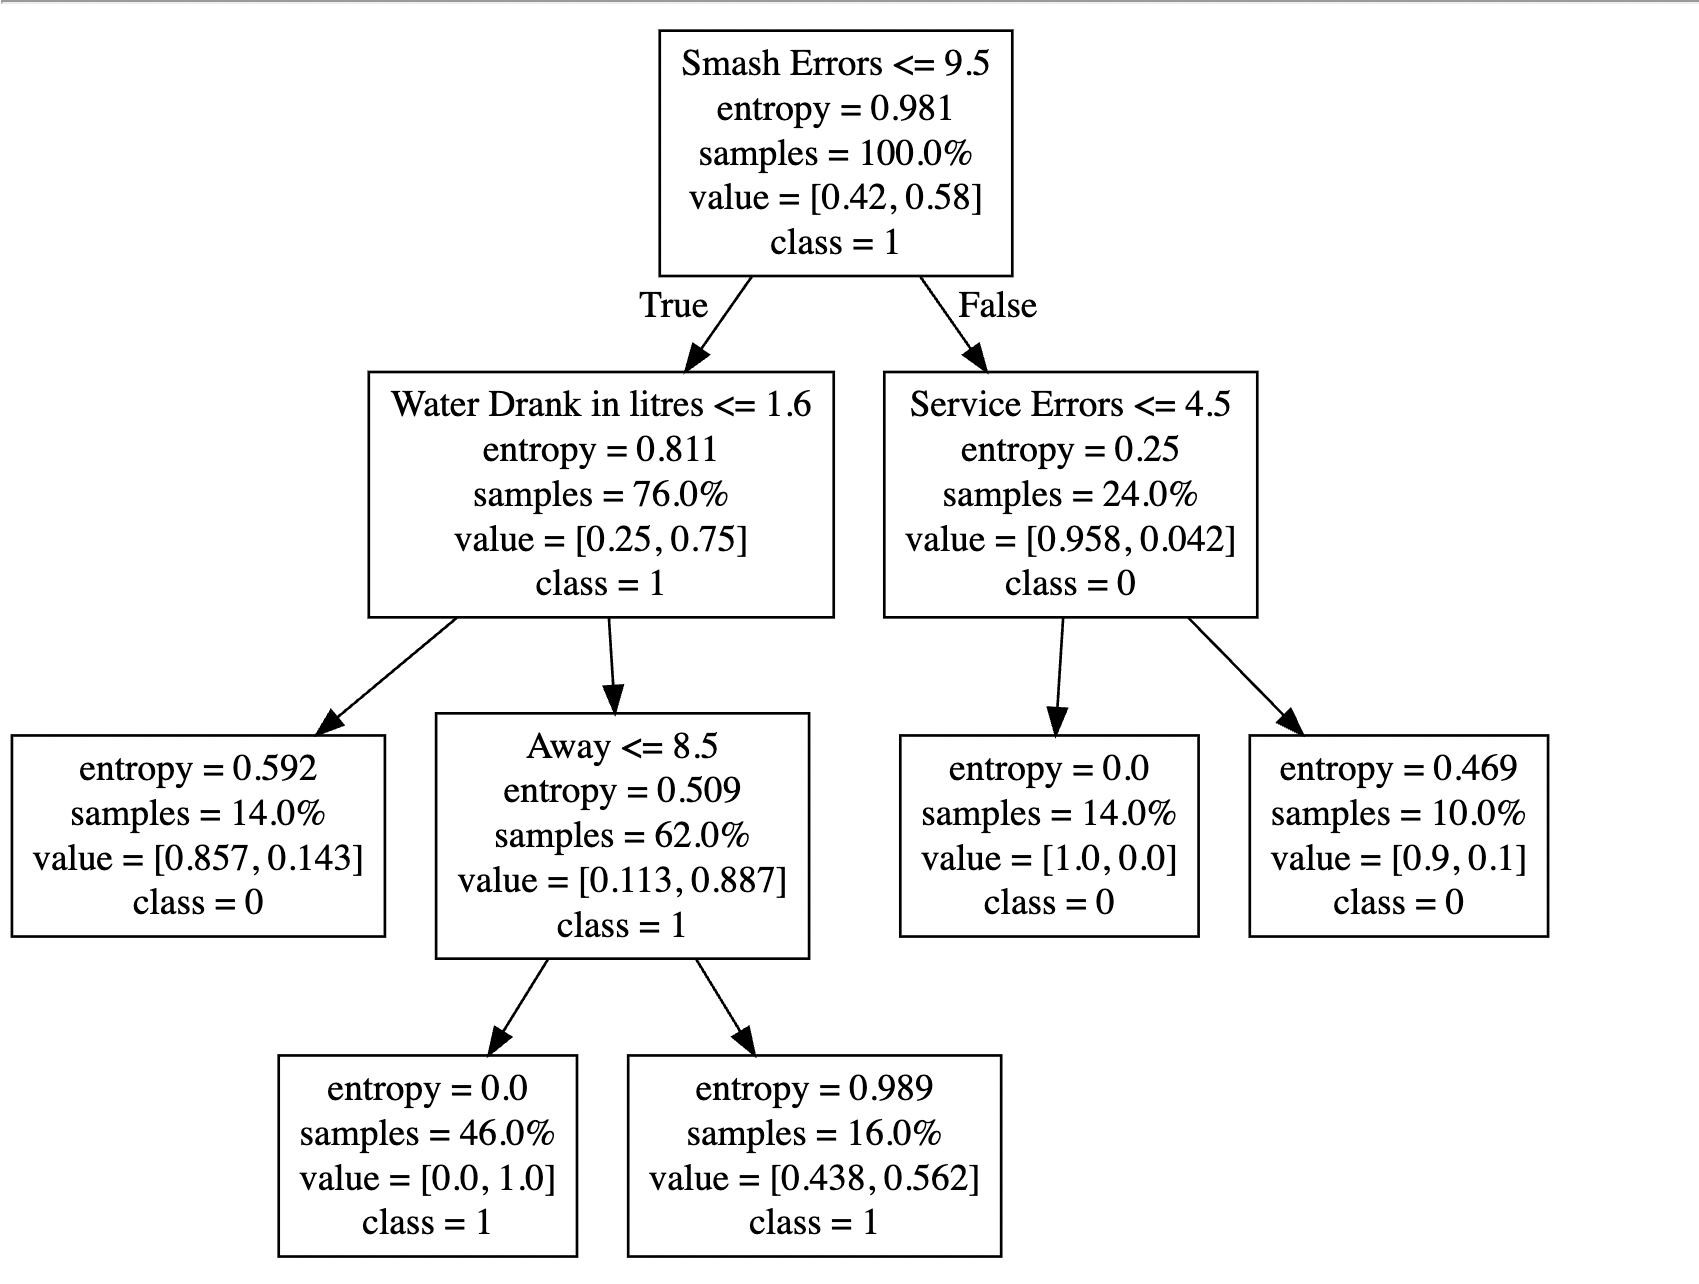 Smash Errors <= 9.5
entropy = 0.981
samples = 100.0%
value = [0.42, 0.58]
class = 1
True
False
Water Drank in litres <= 1.6
entropy = 0.811
samples = 76.0%
value = [0.25, 0.75]
class = 1
Service Errors <= 4.5
entropy = 0.25
samples = 24.0%
value = [0.958, 0.042]
class = 0
entropy = 0.592
samples = 14.0%
value = [0.857, 0.143]
class = 0
Away <= 8.5
entropy = 0.509
samples = 62.0%
value = [0.113, 0.887]
class = 1
entropy = 0.0
samples = 14.0%
value = [1.0, 0.0]
class = 0
entropy = 0.469
samples = 10.0%
value = [0.9, 0.1]
class = 0
entropy = 0.0
samples = 46.0%
value = [0.0, 1.0]
class = 1
entropy = 0.989
samples = 16.0%
value = [0.438, 0.562]
class = 1